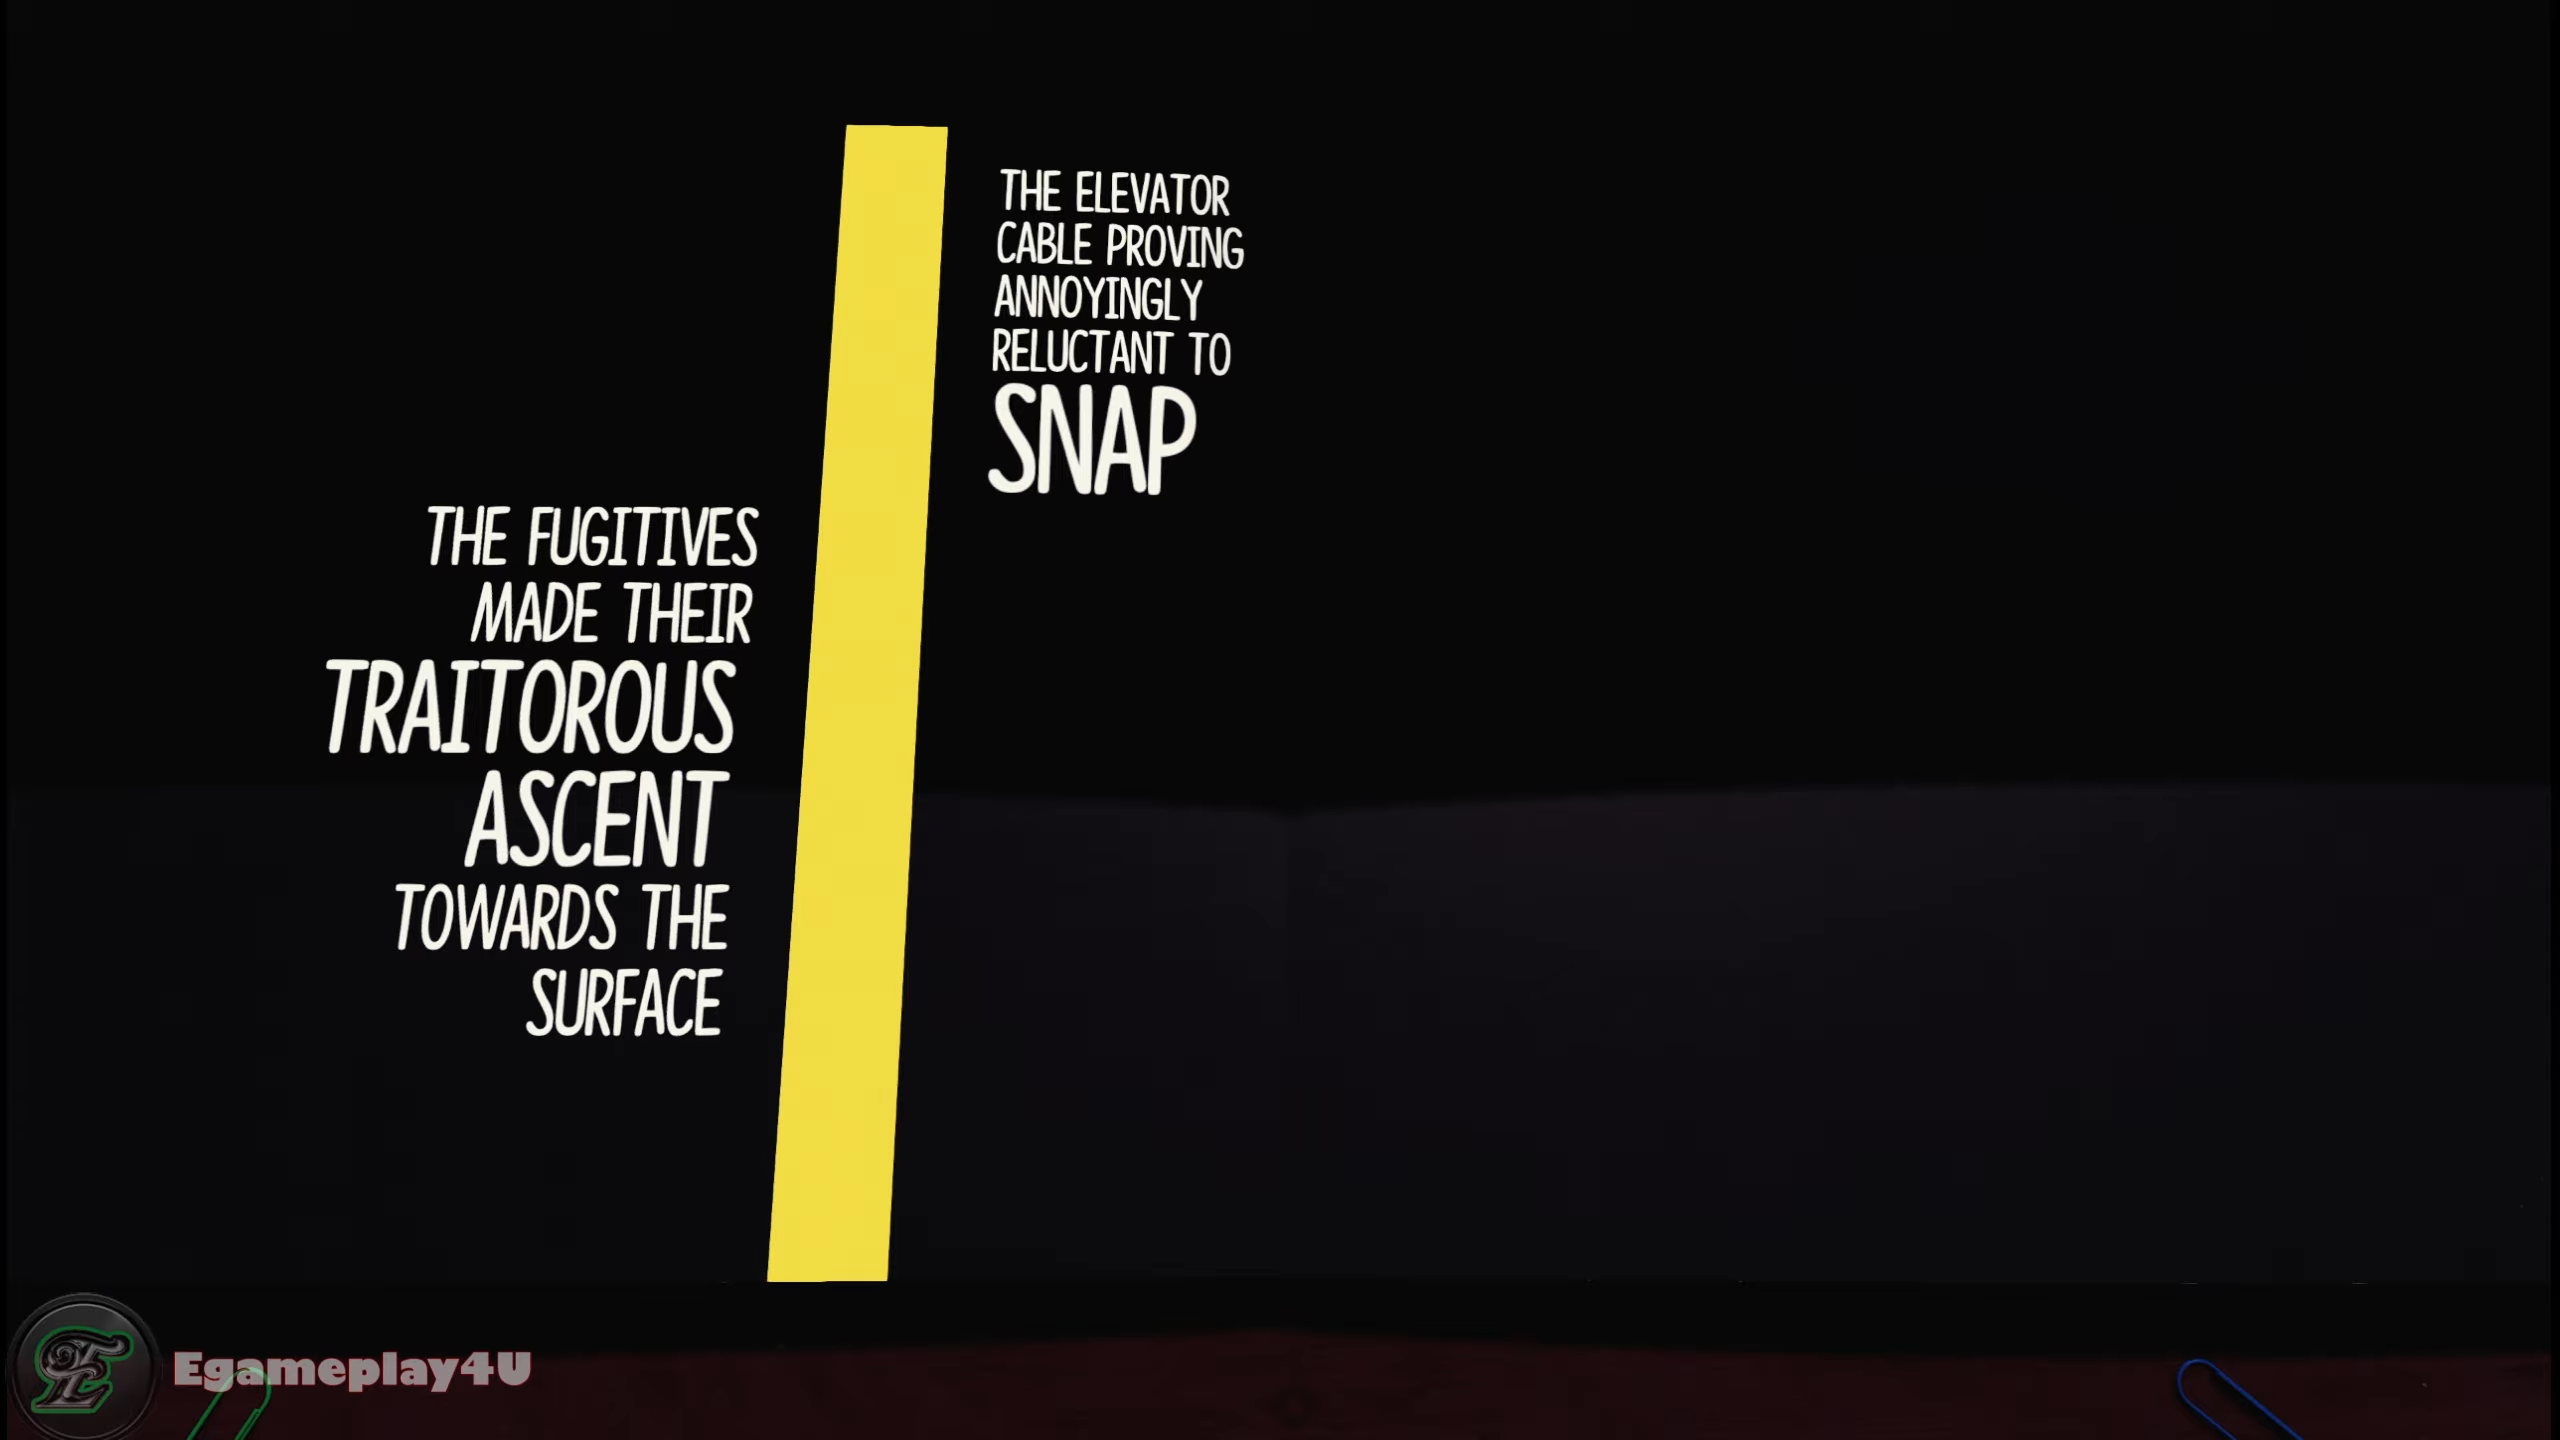 THE FUGITIVES
MADE THEIR
TRAITOROUS
ASCENT
TOWARDS THE
SURFACE
THE ELEVATOR
CABLE PROVING
ANNOYINGLY
RELUCTANT TO
SNAP
Egameplay4U